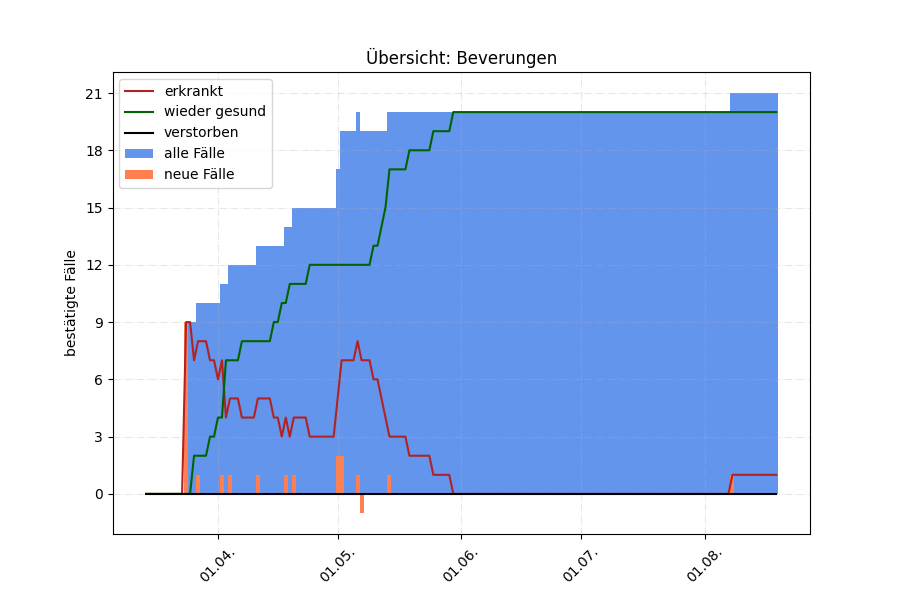 Übersicht: Beverungen
erkrankt
wieder gesund
verstorben
alle Fälle
neue Fälle
bestätigte Fälle
21
18
15
12
9
6
3
0
01.04.
01.05.
01.06.
01.07.
01.08.